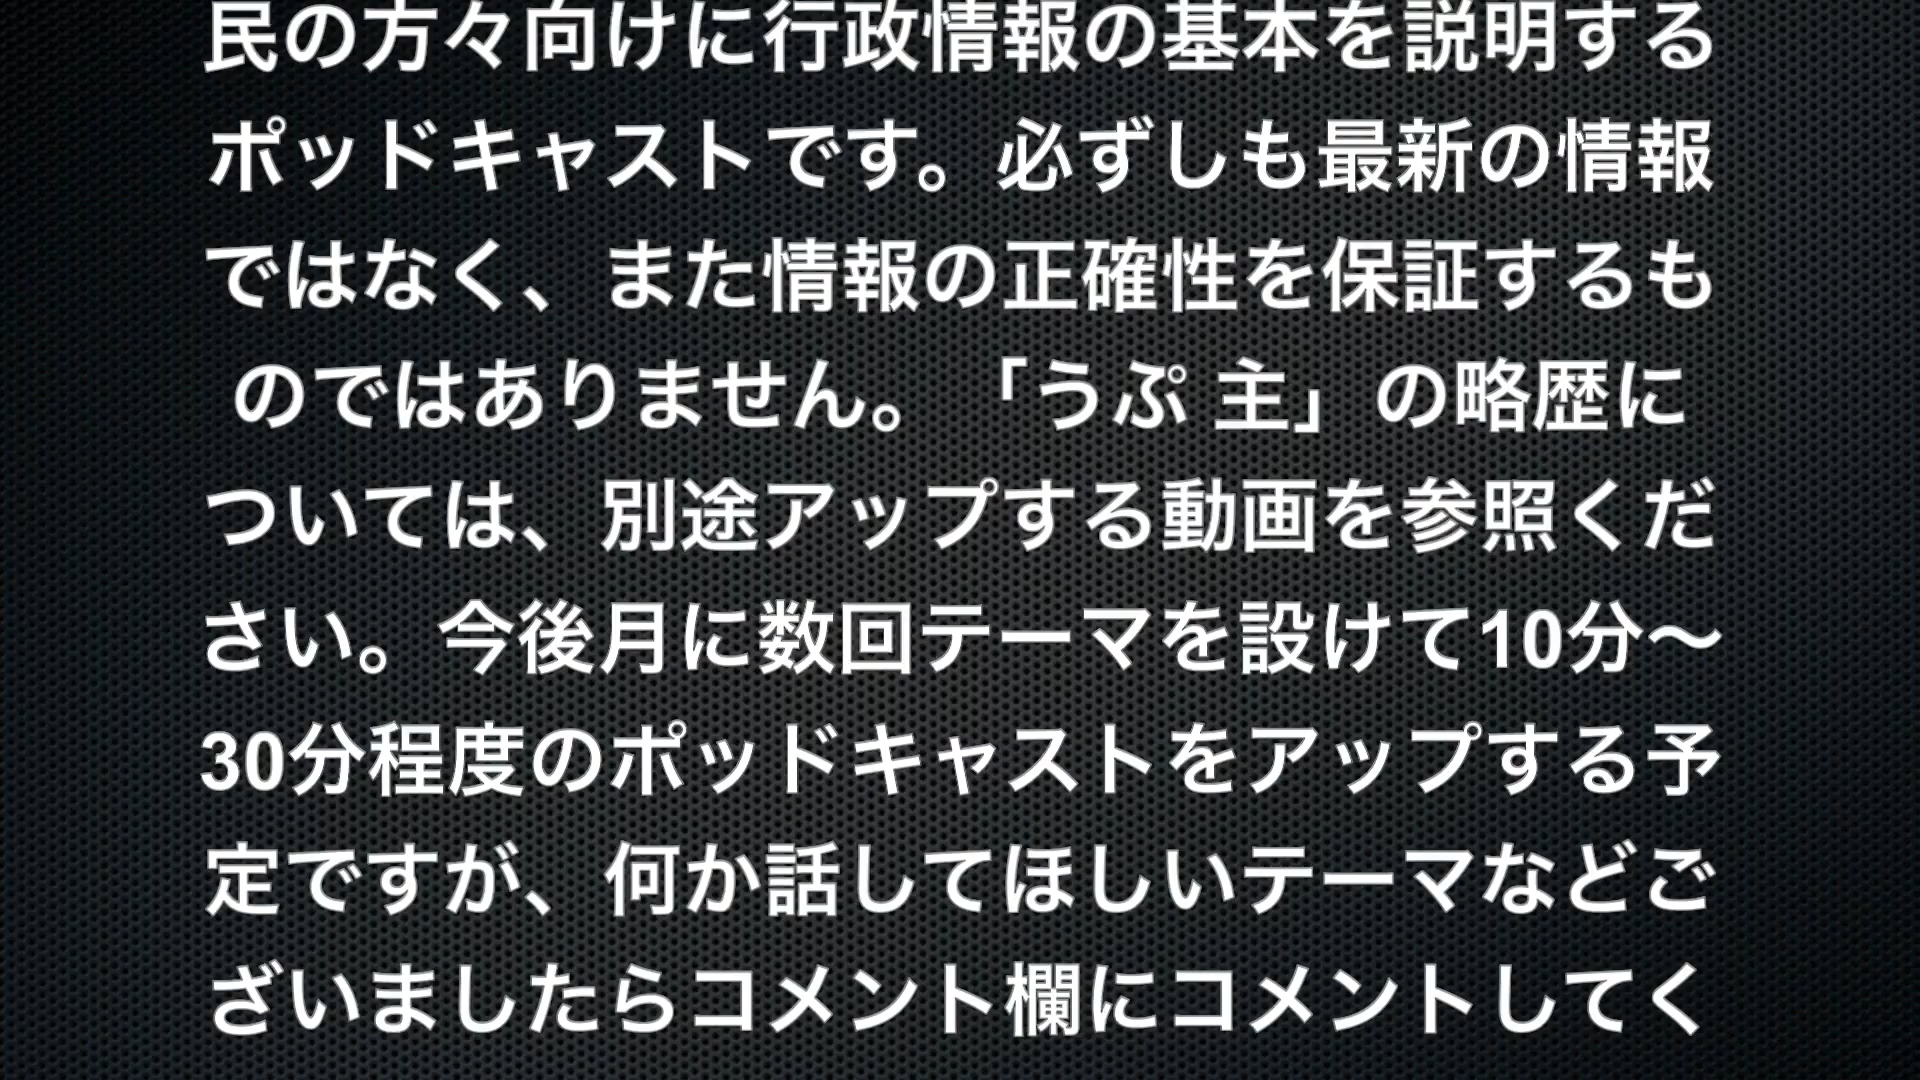 民の方々向けに行政情報の基本を説明する
ポッドキャストです。必ずしも最新の情報
ではなく、また情報の正確性を保証するも
のではありません。「うぷ 主」の略歴に
ついては、別途アップする動画を参照くだ
さい。今後月に数回テーマを設けて10分〜
30分程度のポッドキャストをアップする予
定ですが、何か話してほしいテーマなどご
ざいましたらコメント欄にコメントしてく